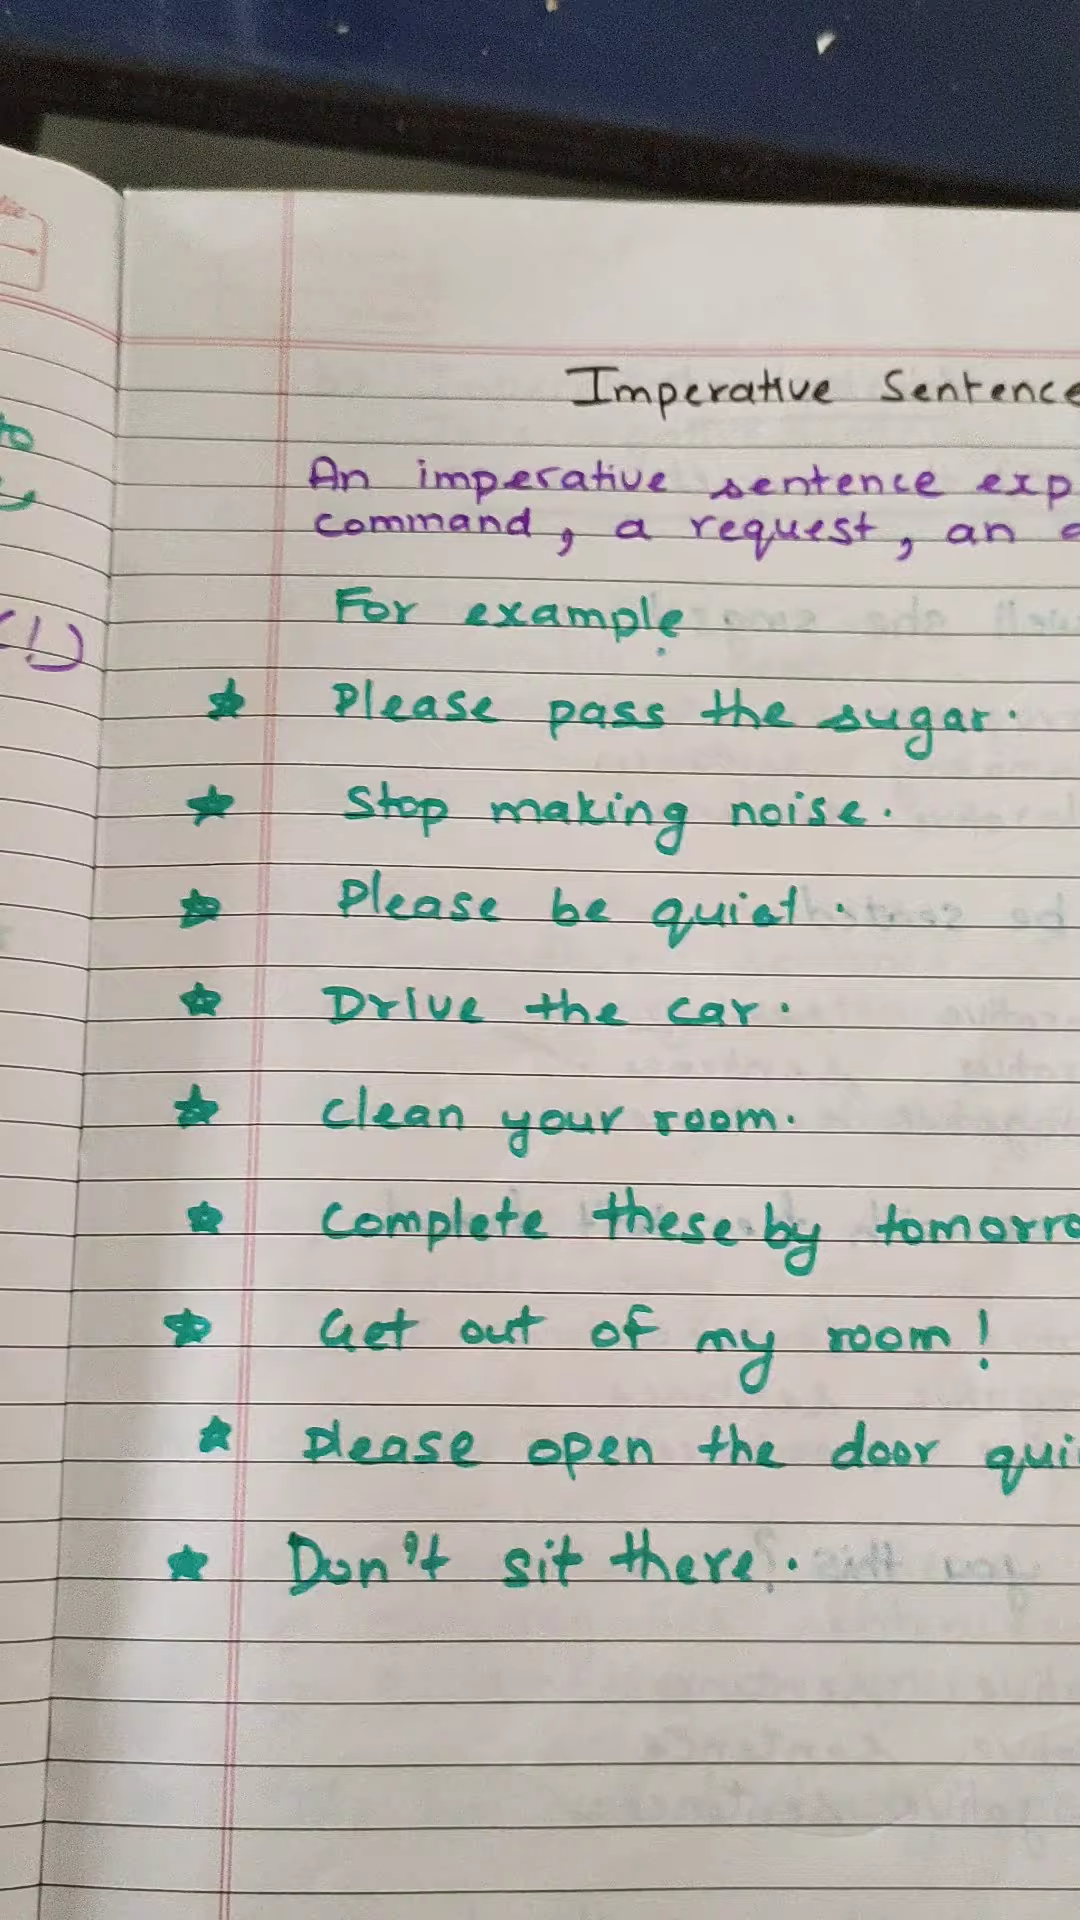 Imperative Sentence
An imperative sentence exp
command, a request, an
For example
Please pass the sugar.
Stop making noise.
Please be quiet.
Drive the car.
Clean your room.
Complete these by tomorro
Get out of my room!
Please open the door qui
Don't sit there.